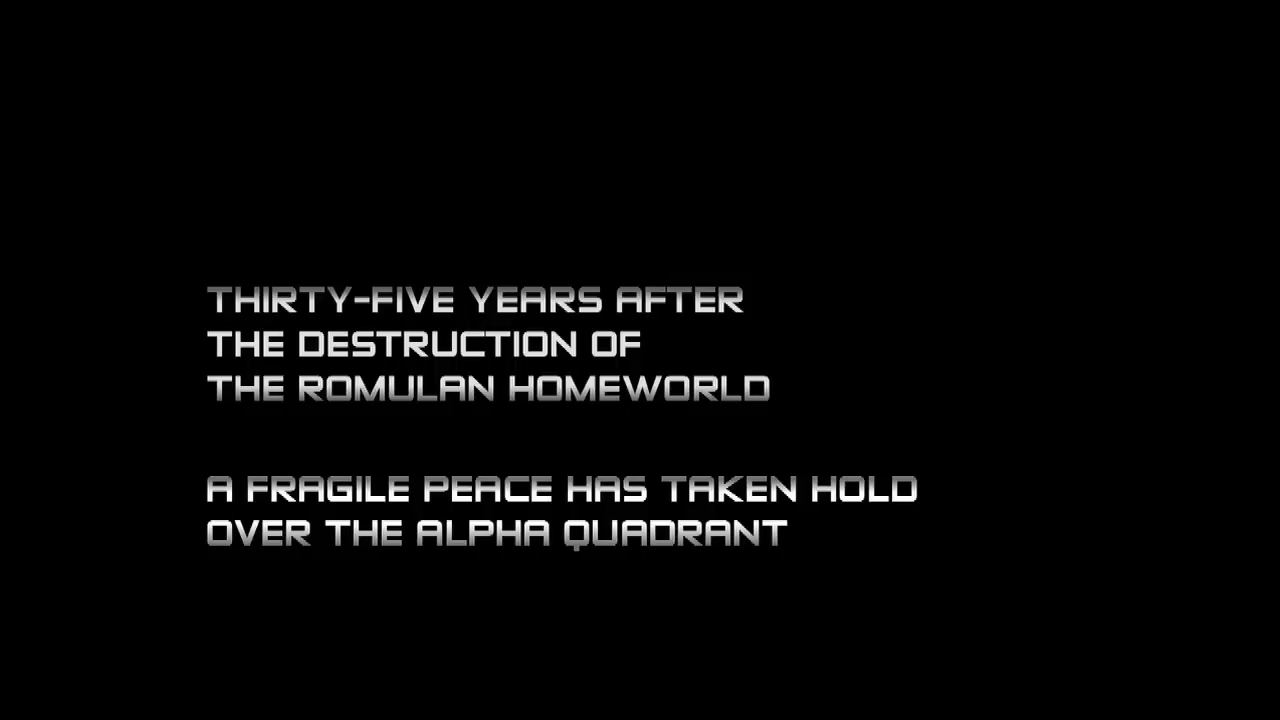 THIRTY-FIVE YEARS AFTER
THE DESTRUCTION OF
THE ROMULAN HOMEWORLD
A FRAGILE PEACE HAS TAKEN HOLD
OVER THE ALPHA QUADRANT